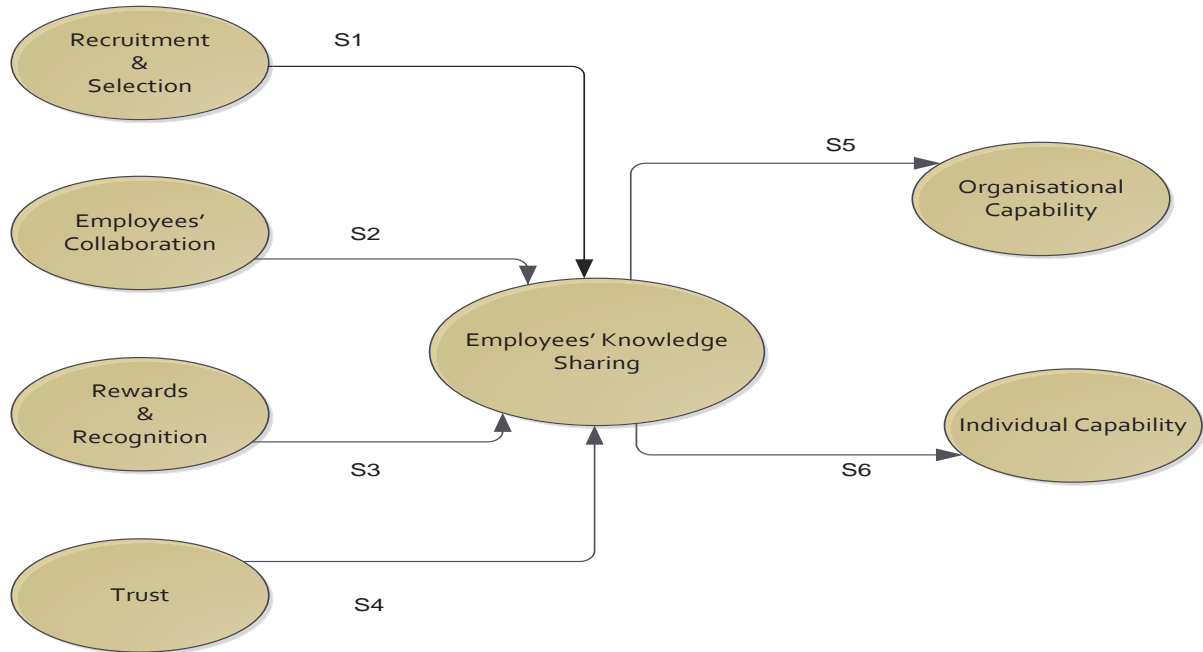 Recruitment
&
Selection
S1
Employees’
Collaboration
S2
Rewards
&
Recognition
S3
Trust
S4
Employees’ Knowledge
Sharing
S5
Organisational
Capability
Individual Capability
S6